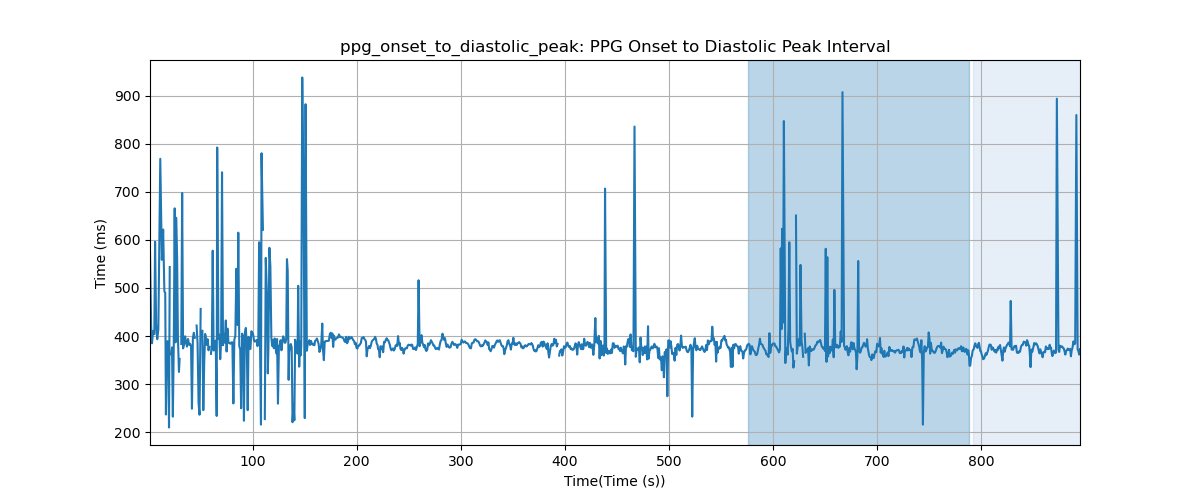 ppg_onset_to_diastolic_peak: PPG Onset to Diastolic Peak Interval
900
800
700
600
500
400
300
200
Time (ms)
100 200 300 400 500 600 700 800
Time(Time (s))